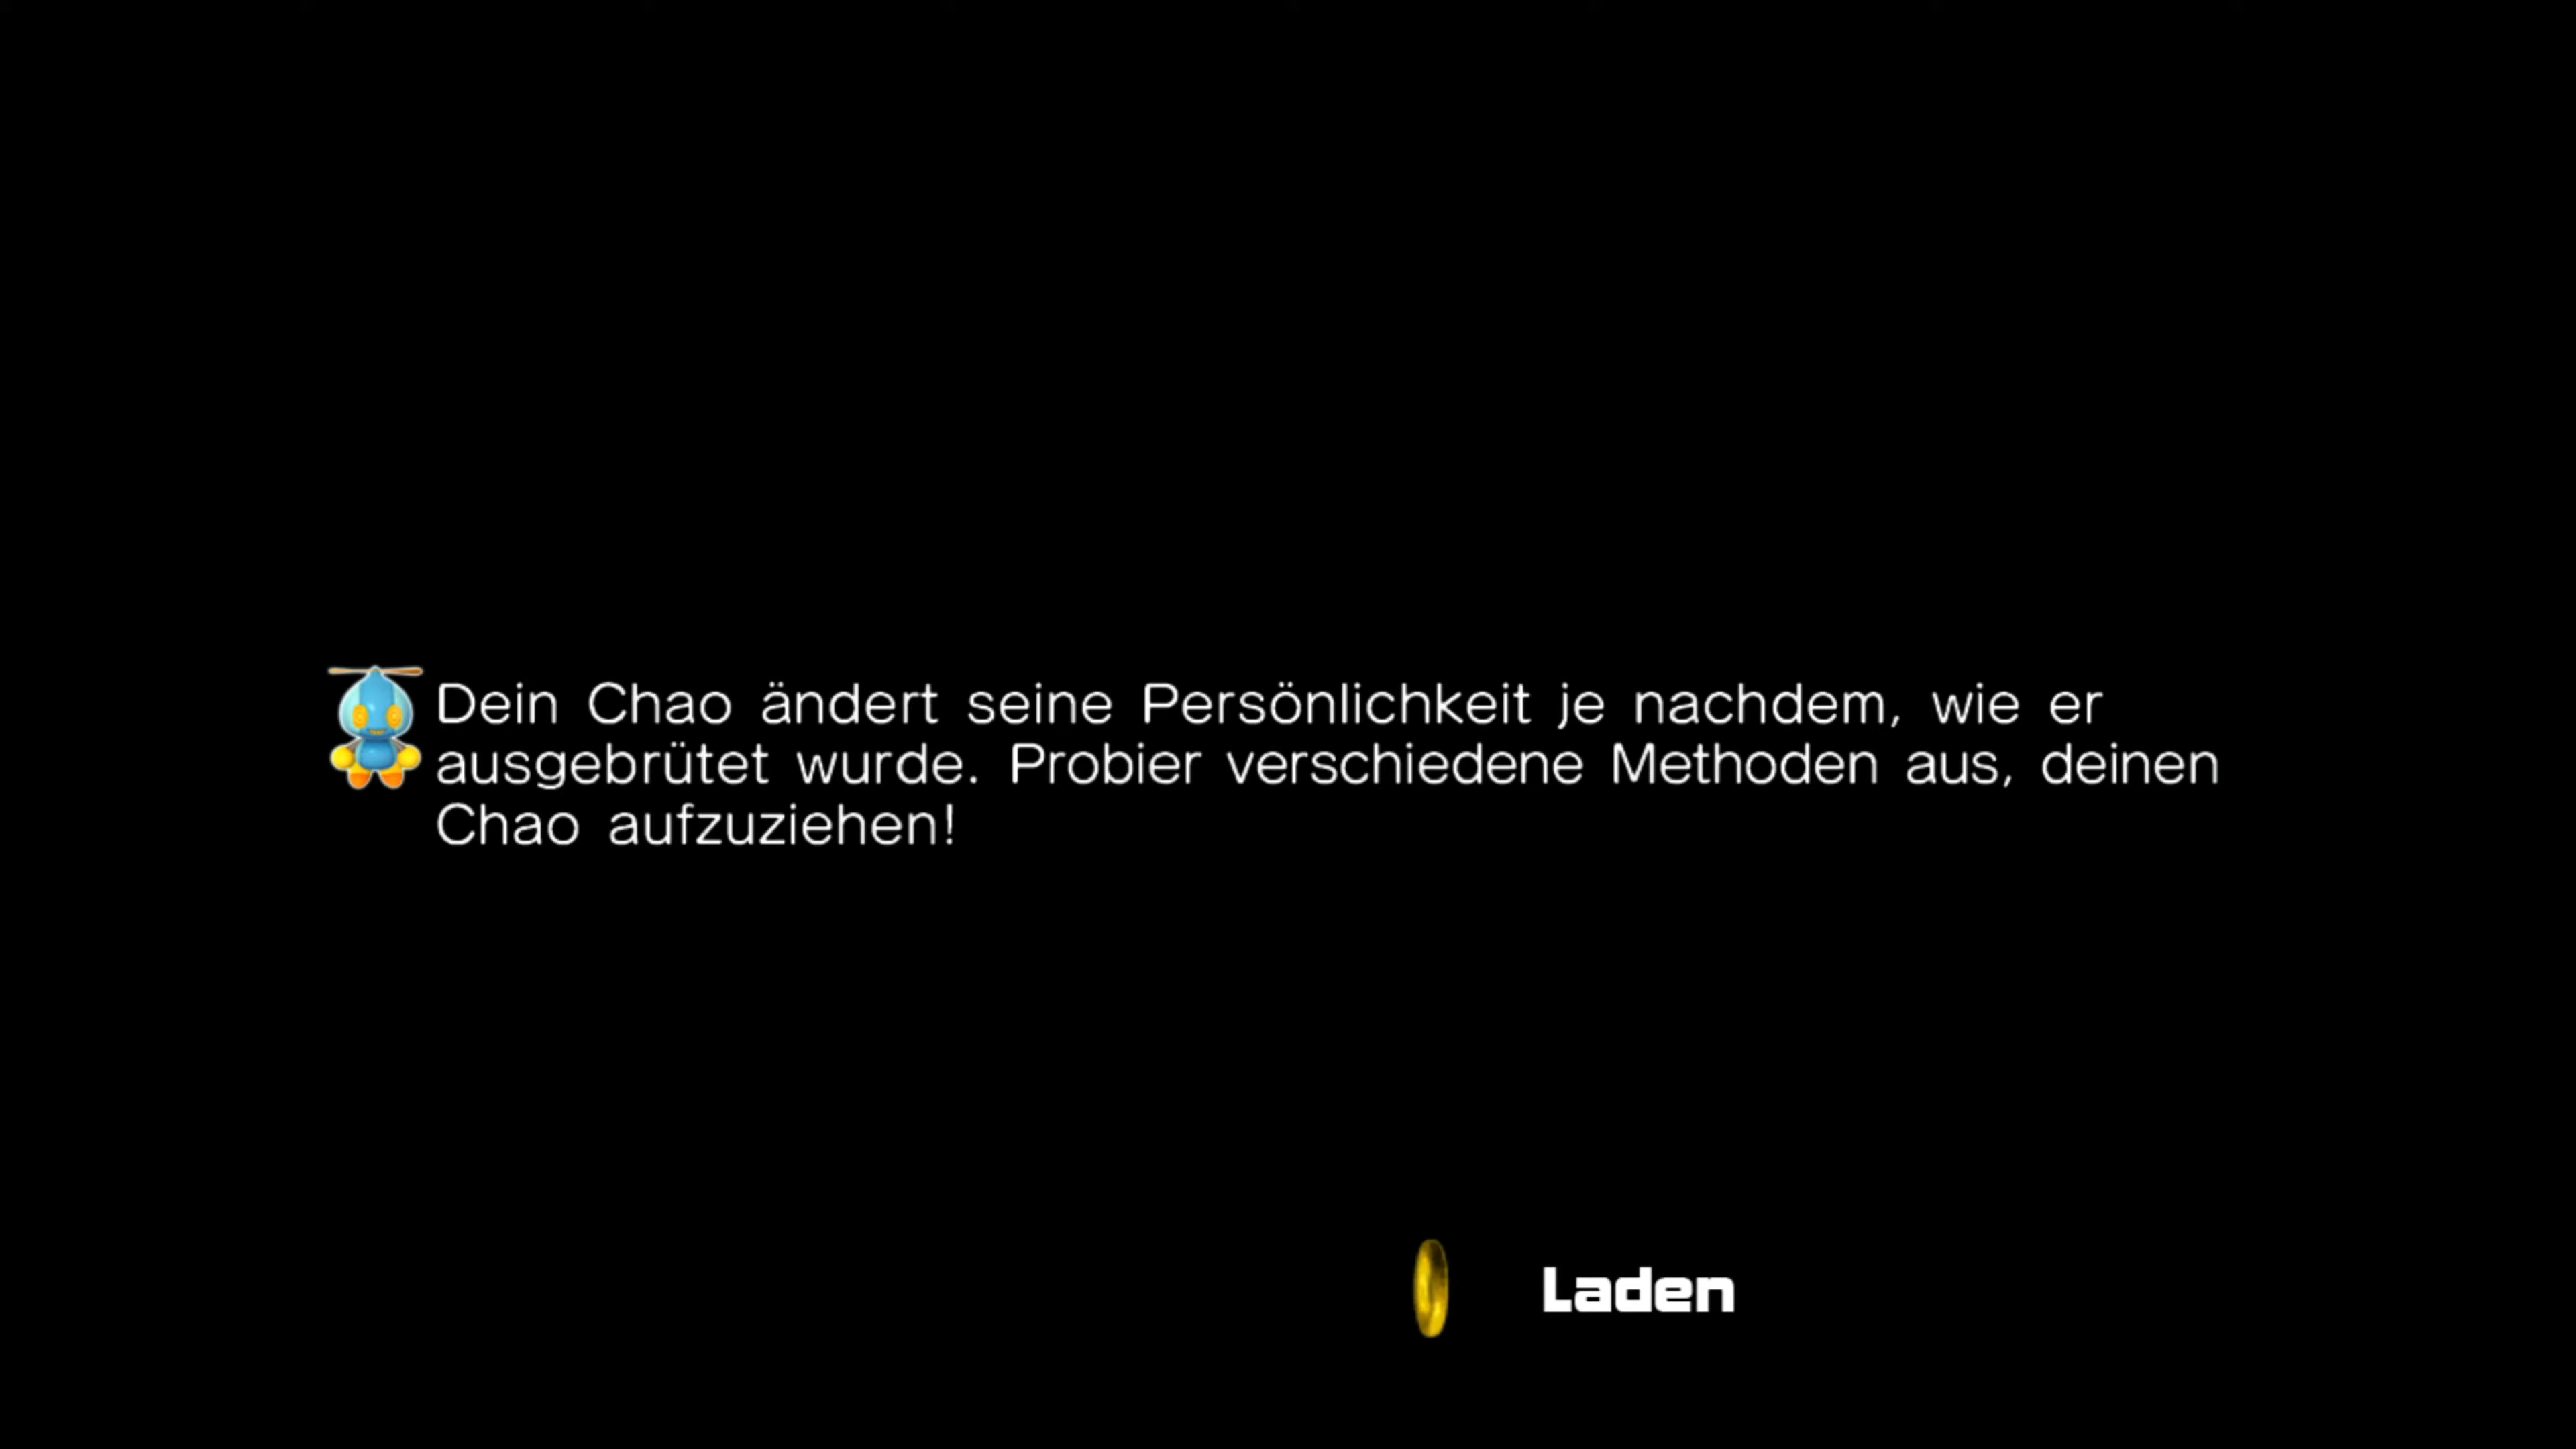 Dein Chao ändert seine Persönlichkeit je nachdem, wie er
ausgebrütet wurde. Probier verschiedene Methoden aus, deinen
Chao aufzuziehen!
Laden